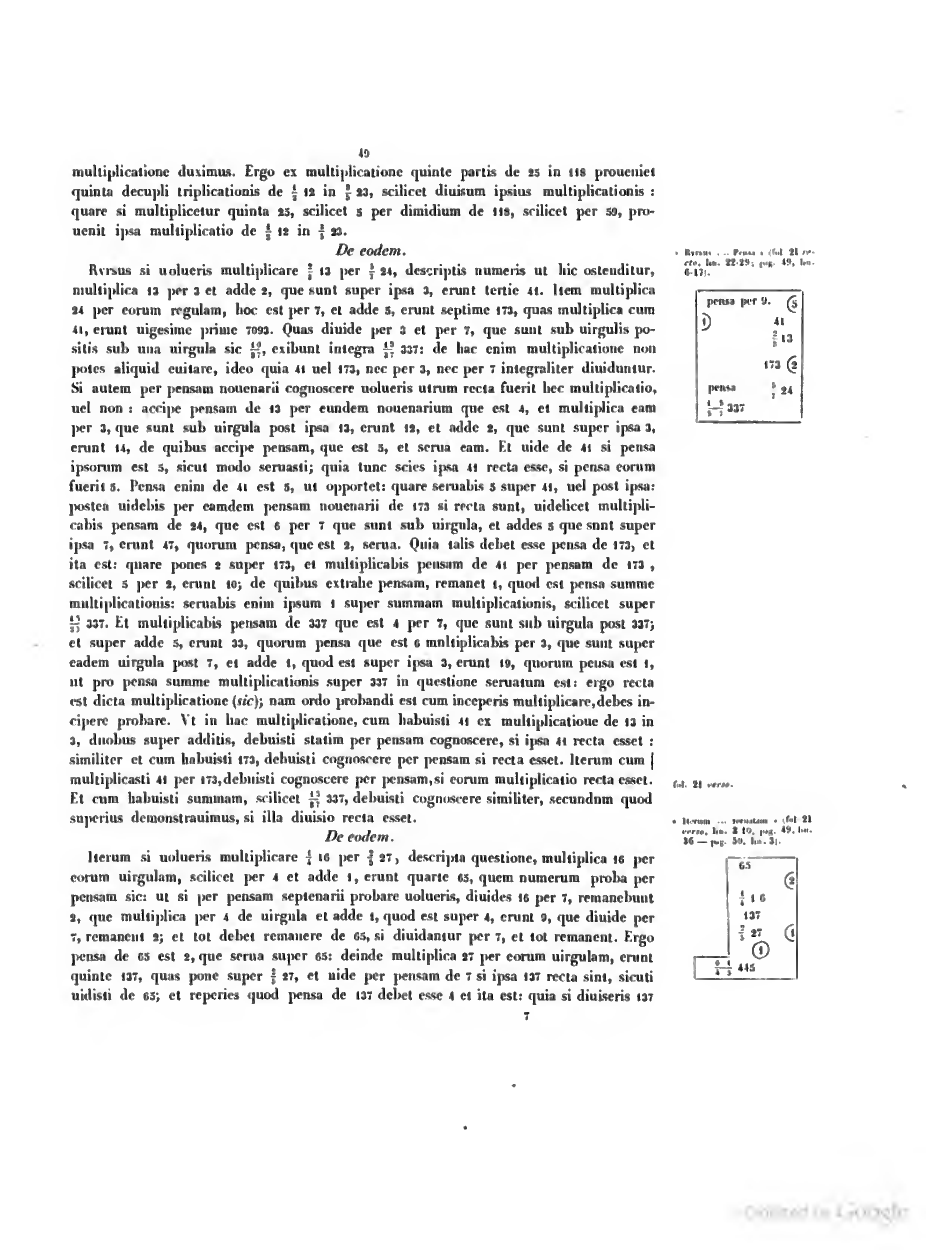 49
multiplicatione duximus. Ergo ex multiplicatione quinte partis de 25 in 118 proueniet
quinta decupli triplicationis de 12 in 23, scilicet diuisum ipsius multiplicationis :
quare si multiplicetur quinta 25, scilicet 5 per dimidium de 118, scilicet per 59, pro-
uenit ipsa multiplicatio de 12 in 23.
De eodem.
Rvrsus si uolueris multiplicare 2/3 13 per 5/7 24, descriptis numeris ut hic ostenditur,
multiplica 13 per 3 et adde 2, que sunt super ipsa 3, erunt tertie 41. Item multiplica
24 per eorum regulam, hoc est per 7, et adde 5, erunt septime 173, quas multiplica cum
41, erunt uigesime prime 7093. Quas diuide per 3 et per 7, que sunt sub uirgulis po-
sitis sub una uirgula sic, exibunt integra 337: de hac enim multiplicatione non
potes aliquid euitare, ideo quia 41 uel 173, nec per 3, nec per 7 integraliter diuiduntur.
Si autem per pensam nouenarii cognoscere uolueris utrum recta fuerit hec multiplicatio,
uel non : accipe pensam de 13 per eundem nouenarium que est 4, et multiplica eam
per 3, que sunt sub uirgula post ipsa 13, erunt 12, et adde 2, que sunt super ipsa 3,
erunt 14, de quibus accipe pensam, que est 5, et serua eam. Et uide de 41 si pensa
ipsorum est 5, sicut modo seruasti; quia tunc scies ipsa 41 recta esse, si pensa eorum
fuerit 5. Pensa enim de 41 est 5, ut opportet: quare seruabis 5 super 41, uel post ipsa:
postea uidebis per eamdem pensam nouenarii de 173 si recta sunt, uidelicet multipli-
cabis pensam de 24, que est 6 per 7 que sunt sub uirgula, et addes 5 que snnt super
ipsa 7, erunt 47, quorum pensa, que est 2, serua. Quia talis debet esse pensa de 173, et
ita est: quare pones 2 super 173, et multiplicabis pensam de 41 per pensam de 173 ,
scilicet 5 per 2, erunt 10; de quibus extrahe pensam, remanet 1, quod est pensa summe
multiplicationis: seruabis enim ipsum 1 super summam multiplicationis, scilicet super
337. Et multiplicabis pensam de 337 que est 4 per 7, que sunt sub uirgula post 337;
et super adde 5, erunt 33, quorum pensa que est 6 mnltiplicabis per 3, que sunt super
eadem uirgula post 7, et adde 1, quod est super ipsa 3, erunt 19, quorum peusa est 1,
ut pro pensa summe multiplicationis super 337 in questione seruatum est: ergo recta
est dicta multiplicatione (sic); nam ordo probandi est cum inceperis multiplicare, debes in-
cipere probare. Vt in hac multiplicatione, cum habuisti 41 ex multiplicatioue de 13 in
3, duobus super additis, debuisti statim per pensam cognoscere, si ipsa 41 recta esset :
similiter et cum habuisti 173, debuisti cognoscere per pensam si recta esset. Iterum cum |
multiplicasti 41 per 173, debuisti cognoscere per pensam, si eorum multiplicatio recta esset.
Et cum habuisti summam, scilicet 337, debuisti cognoscere similiter, secundnm quod
superius demonstrauimus, si illa diuisio recta esset.
De eodem.
Iterum si uolueris multiplicare 1/4 16 per 27, descripta questione, multiplica 16 per
eorum uirgulam, scilicet per 4 et adde 1, erunt quarte 65, quem numerum proba per
pensam sic: ut si per pensam septenarii probare uolueris, diuides 16 per 7, remanebunt
2, que multiplica per 4 de uirgula et adde 1, quod est super 4, erunt 9, que diuide per
7, remanent 2; et tot debet remanere de 65, si diuidantur per 7, et tot remanent. Ergo
pensa de 65 est 2, que serua super 65: deinde multiplica 27 per eorum uirgulam, erunt
quinte 137, quas pone super 2/5 27, et uide per pensam de 7 si ipsa 137 recta sint, sicuti
uidisti de 65; et reperies quod pensa de 137 debet esse 4 et ita est: quia si diuiseris 137
7
« Rvrsus ... Pensa » (fol. 21 re-
cto, lin. 22-29; pag. 49, lin.
6-17).
pensa per 9. 5
1 41
2/3 13
173 2
pensa 5/7 24
337
fol. 21 verso.
« Iterum ... seruatam » (fol. 21
verso, lin. 2-10, pag. 49, lin.
36 — pag. 50, lin. 3).
65
2
1/4 16
137
2/5 27
1
445
Digitized by Google